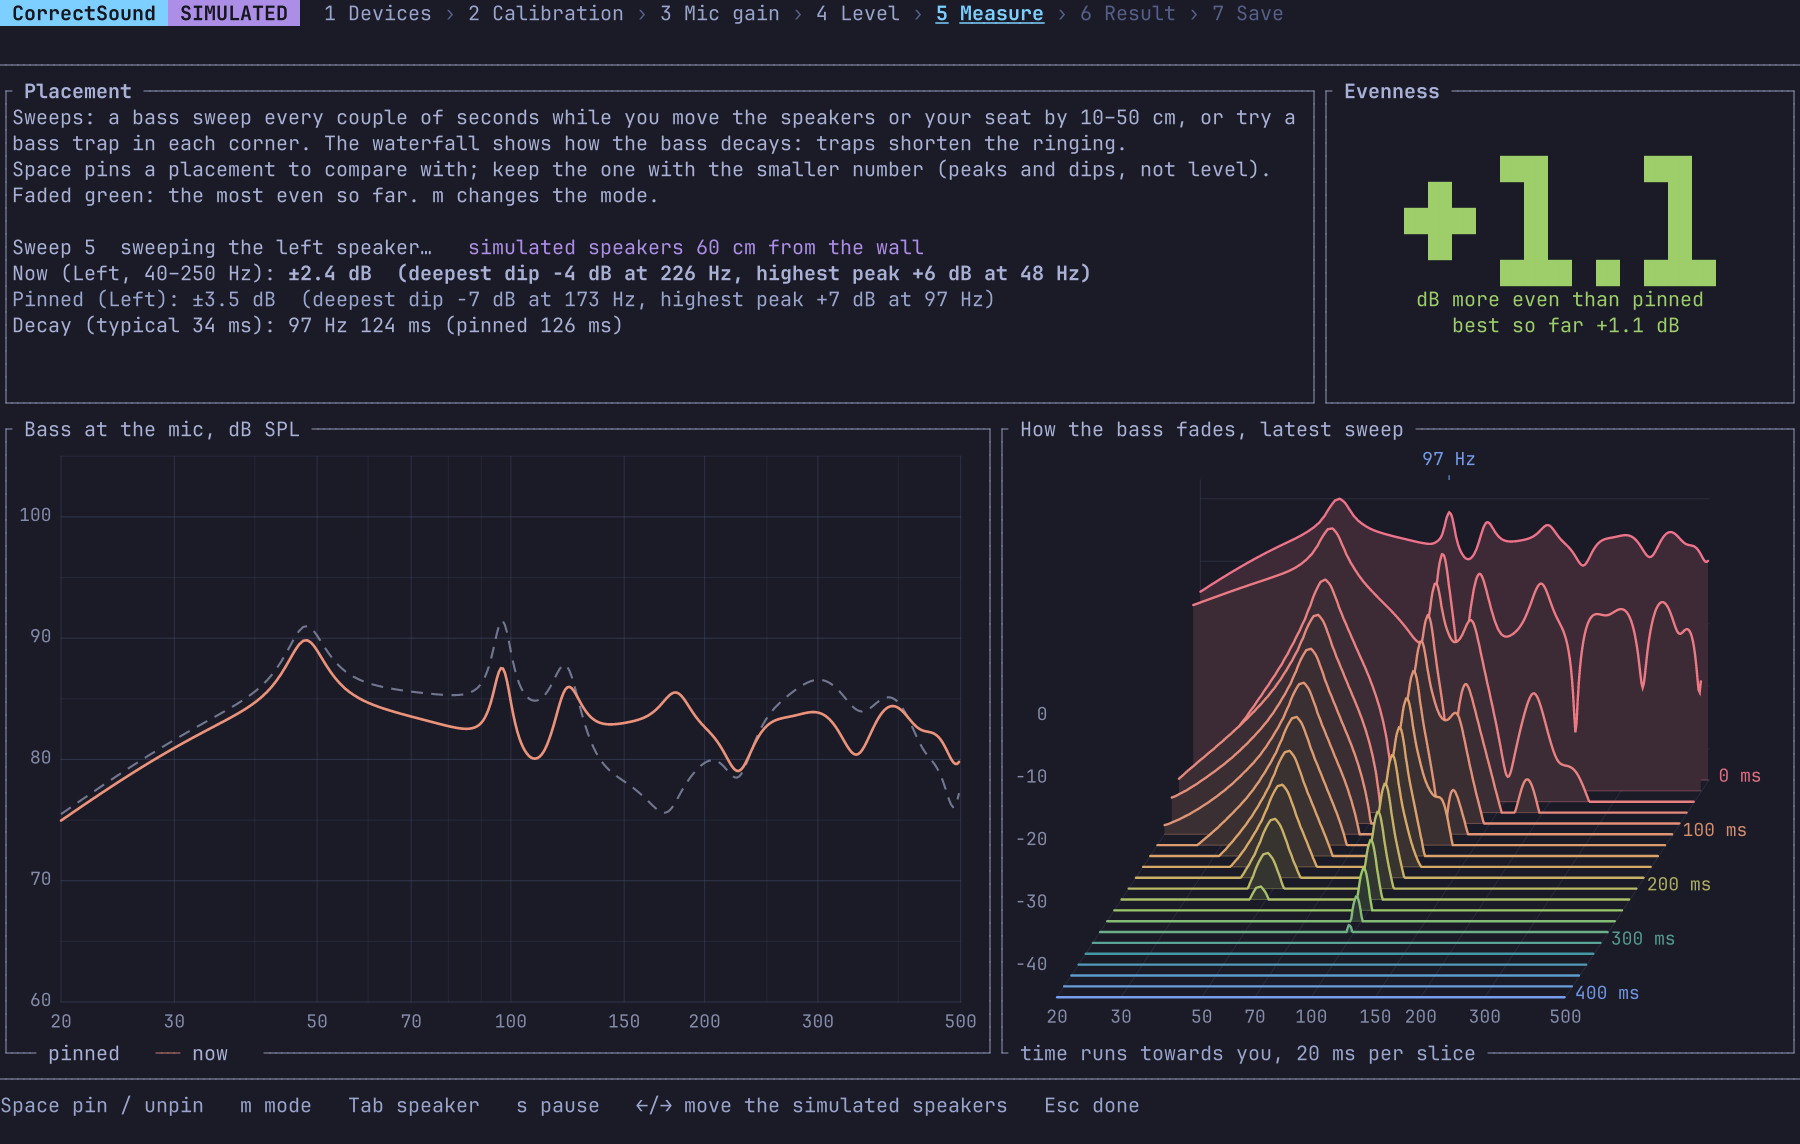 CorrectSound SIMULATED 1 Devices › 2 Calibration › 3 Mic gain › 4 Level › 5 Measure › 6 Result › 7 Save
Placement
Sweeps: a bass sweep every couple of seconds while you move the speakers or your seat by 10–50 cm, or try a
bass trap in each corner. The waterfall shows how the bass decays: traps shorten the ringing.
Space pins a placement to compare with; keep the one with the smaller number (peaks and dips, not level).
Faded green: the most even so far. m changes the mode.
Sweep 5 sweeping the left speaker… simulated speakers 60 cm from the wall
Now (Left, 40–250 Hz): ±2.4 dB (deepest dip -4 dB at 226 Hz, highest peak +6 dB at 48 Hz)
Pinned (Left): ±3.5 dB (deepest dip -7 dB at 173 Hz, highest peak +7 dB at 97 Hz)
Decay (typical 34 ms): 97 Hz 124 ms (pinned 126 ms)
Evenness
+1.1
dB more even than pinned
best so far +1.1 dB
Bass at the mic, dB SPL
100
90
80
70
60
20 30 50 70 100 150 200 300 500
pinned now
How the bass fades, latest sweep
97 Hz
0
-10
-20
-30
-40
0 ms
100 ms
200 ms
300 ms
400 ms
20 30 50 70 100 150 200 300 500
time runs towards you, 20 ms per slice
Space pin / unpin m mode Tab speaker s pause ←/→ move the simulated speakers Esc done